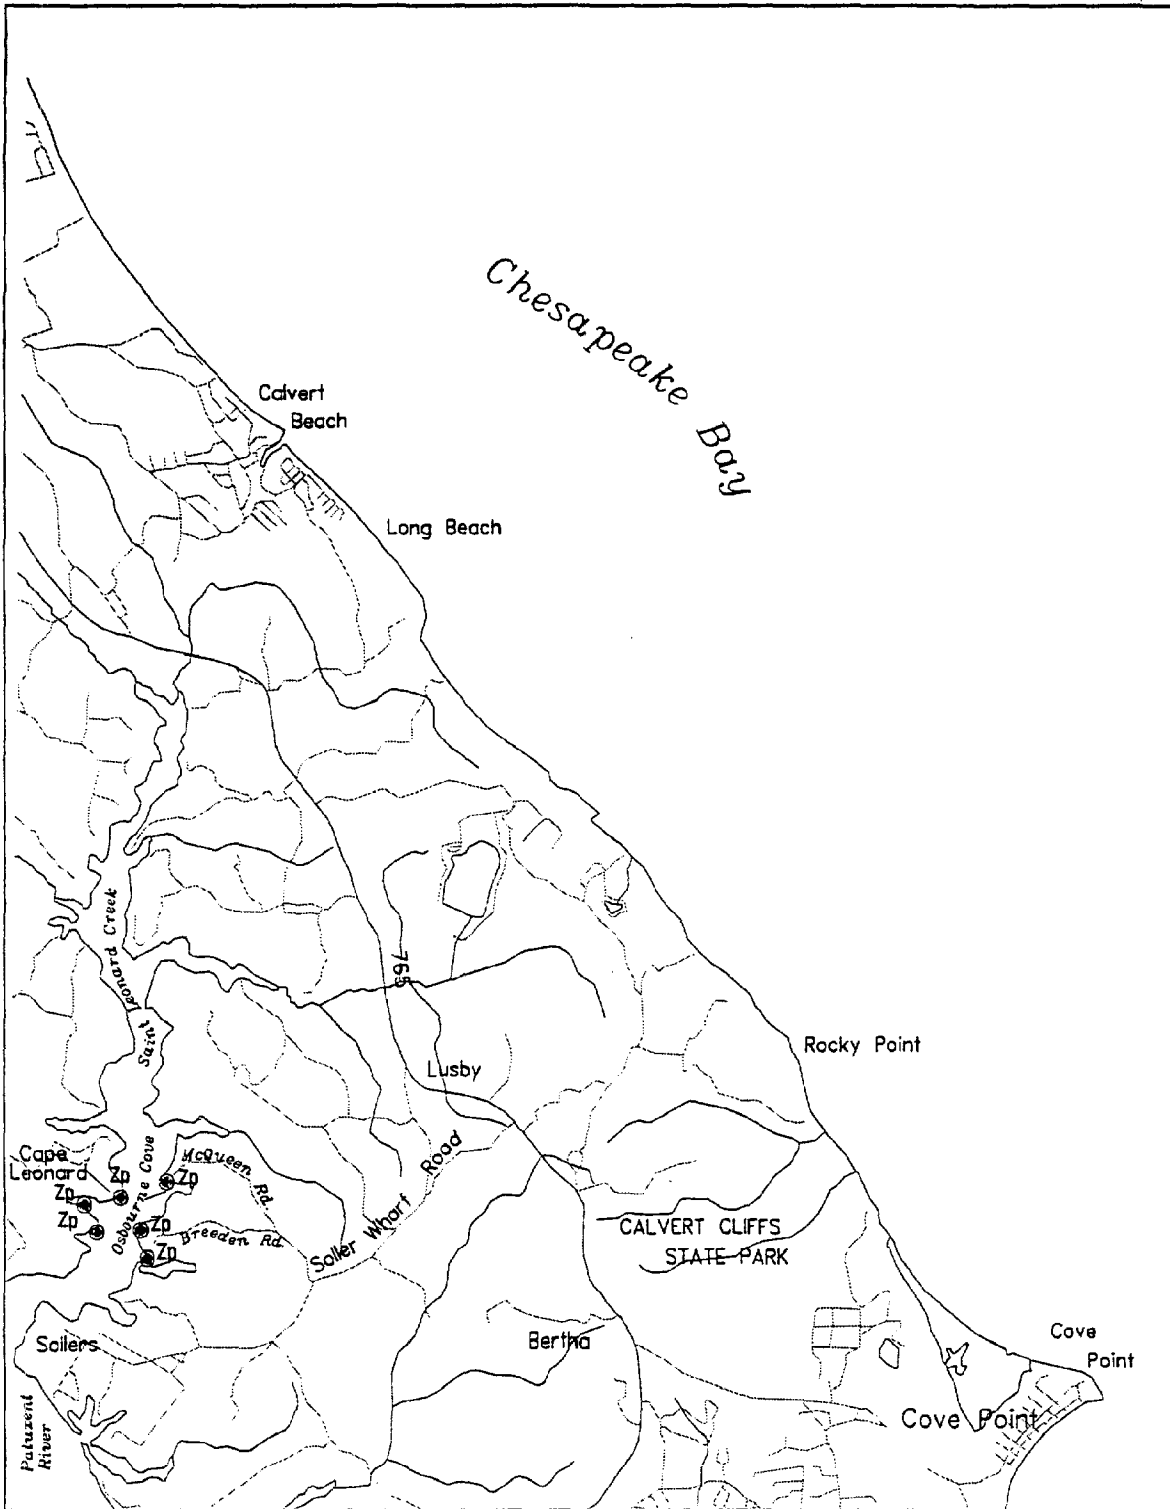 Chesapeake Bay
Calvert
Beach
Long Beach
Saint Leonard Creek
765
Rocky Point
Lusby
Cape
Leonard
Zp
Zp
Zp
Zp
Zp
Zp
Osbourne Cove
McQueen Rd.
Breeden Rd.
Soller Wharf Road
CALVERT CLIFFS
STATE PARK
Sollers
Bertha
Cove
Point
Cove Point
Patuxent
River